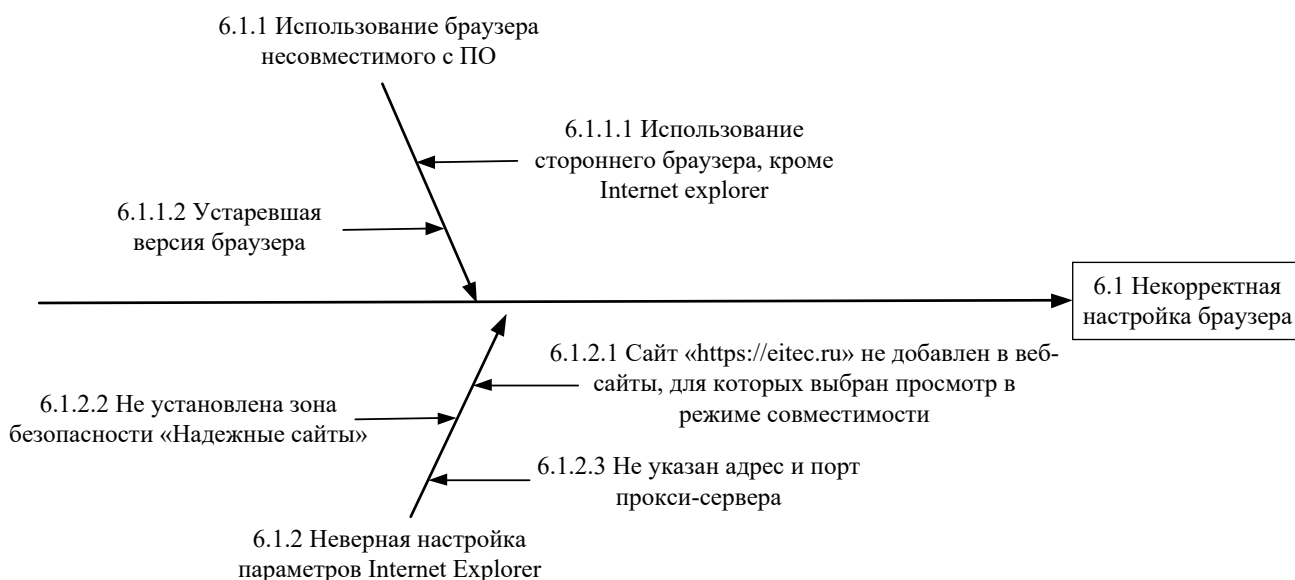 6.1.1 Использование браузера
несовместимого с ПО
6.1.1.1 Использование
стороннего браузера, кроме
Internet explorer
6.1.1.2 Устаревшая
версия браузера
6.1 Некорректная
настройка браузера
6.1.2.1 Сайт «https://eitec.ru» не добавлен в веб-
сайты, для которых выбран просмотр в
режиме совместимости
6.1.2.2 Не установлена зона
безопасности «Надежные сайты»
6.1.2.3 Не указан адрес и порт
прокси-сервера
6.1.2 Неверная настройка
параметров Internet Explorer